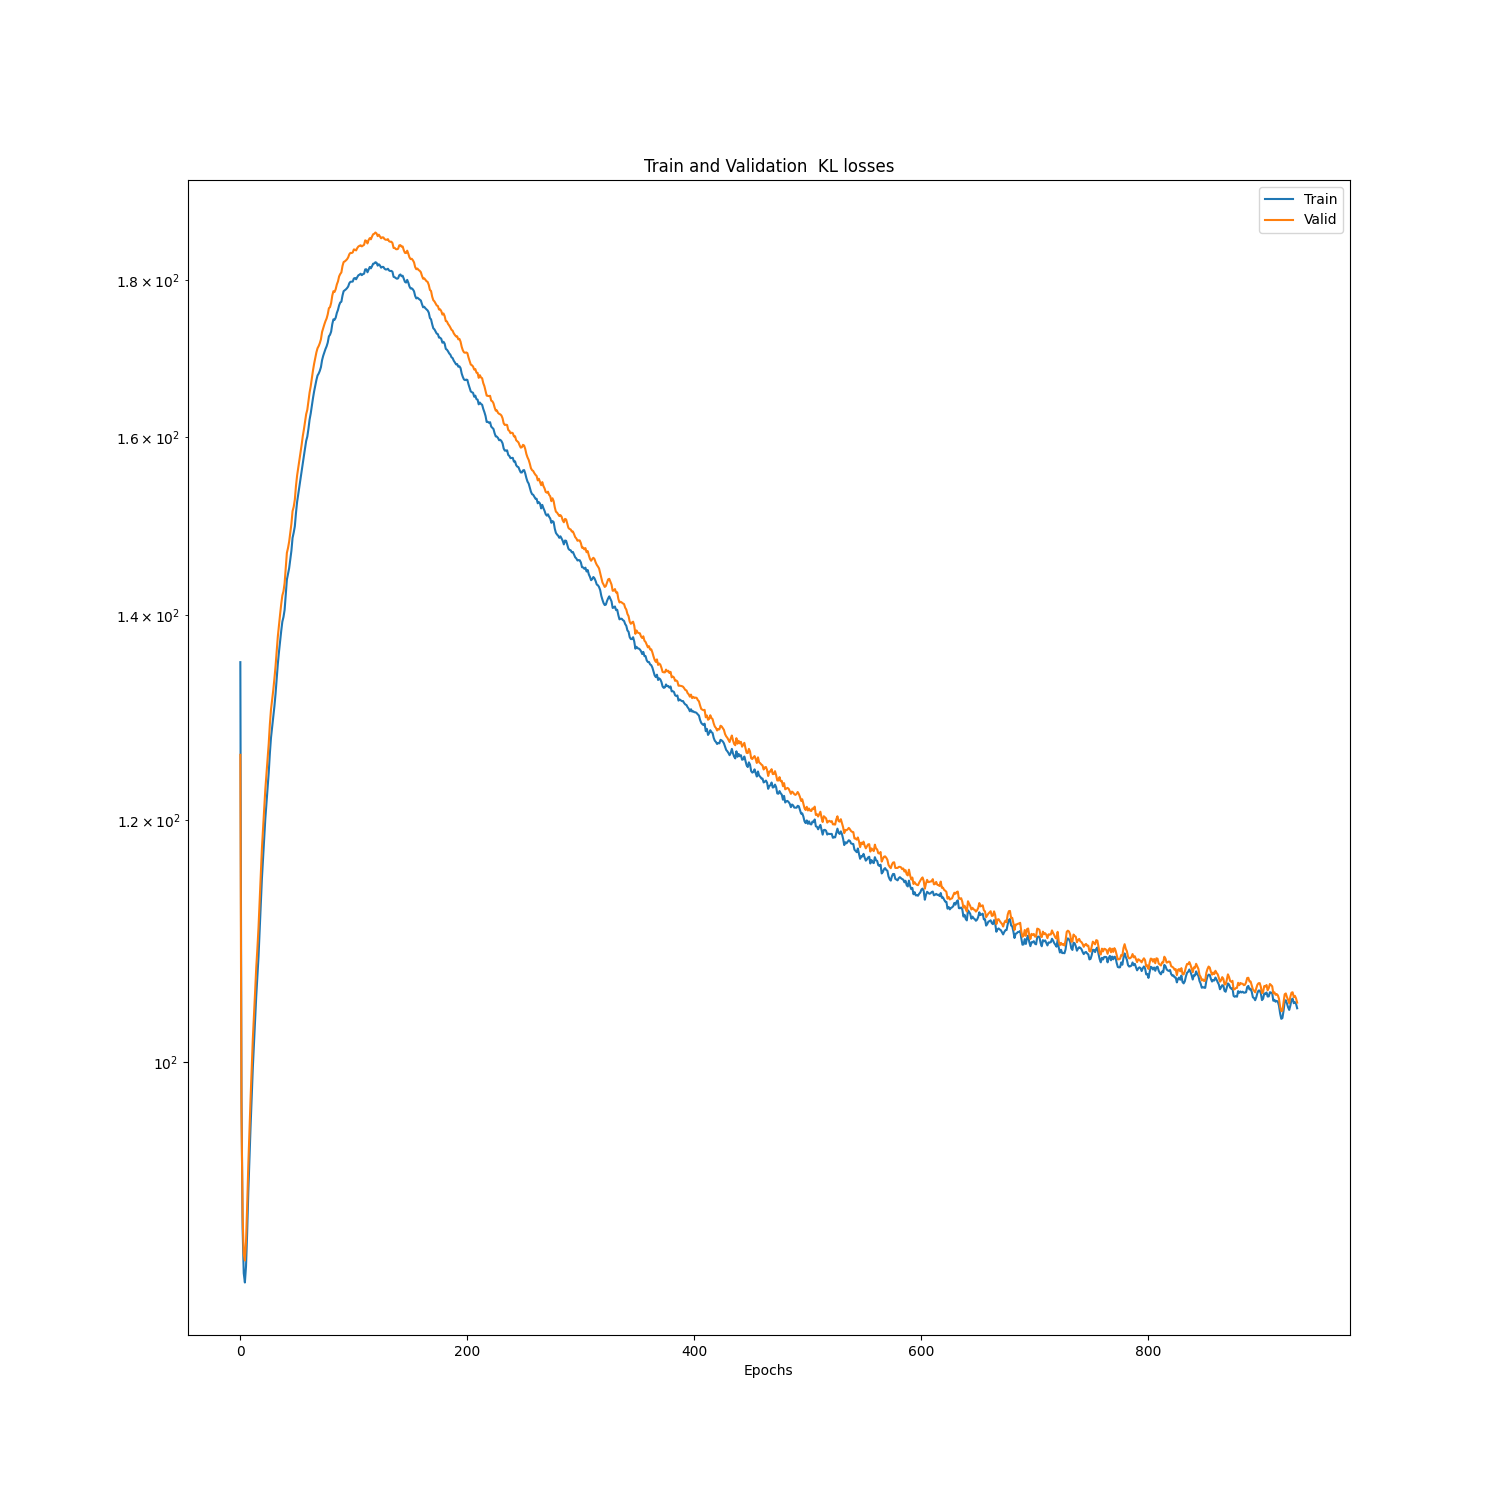 Train and Validation  KL losses
Train
Valid
1.8 × 10²
1.6 × 10²
1.4 × 10²
1.2 × 10²
10²
0 200 400 600 800
Epochs